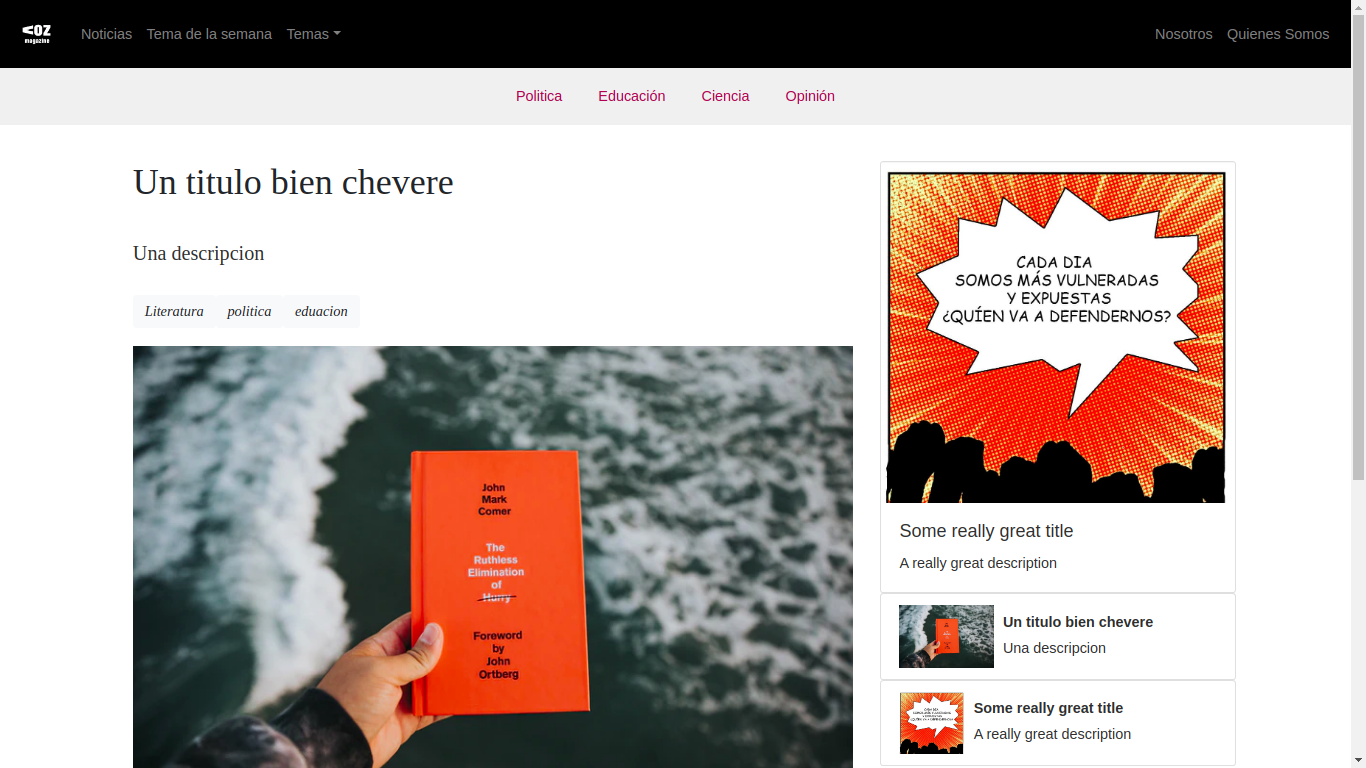 VOZ
magazine
Noticias
Tema de la semana
Temas
Nosotros
Quienes Somos
Politica
Educación
Ciencia
Opinión
Un titulo bien chevere
Una descripcion
Literatura
politica
eduacion
John
Mark
Comer
The
Ruthless
Elimination
of
Hurry
Foreword
by
John
Ortberg
CADA DIA
SOMOS MÁS VULNERADAS
Y EXPUESTAS
¿QUÍEN VA A DEFENDERNOS?
Some really great title
A really great description
Un titulo bien chevere
Una descripcion
Some really great title
A really great description